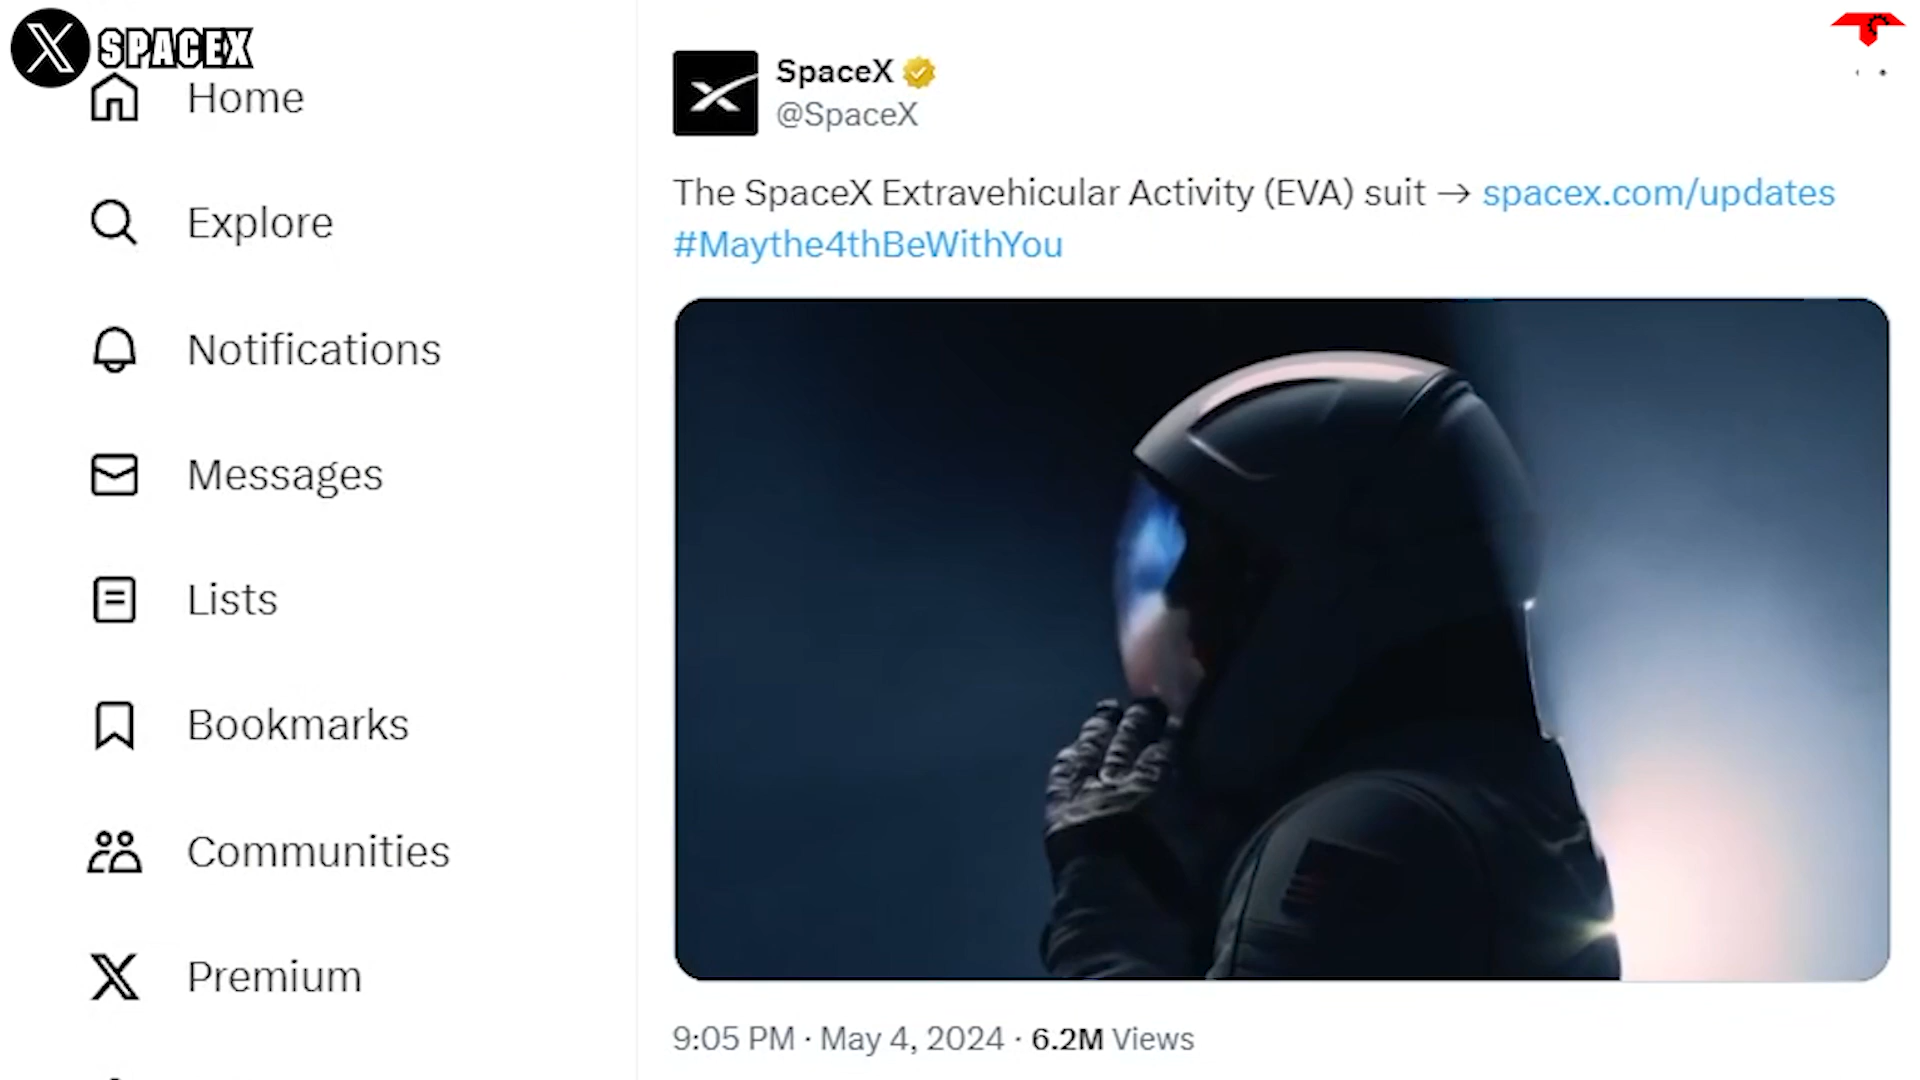 SPACEX
Home
Explore
Notifications
Messages
Lists
Bookmarks
Communities
Premium
SpaceX
@SpaceX
The SpaceX Extravehicular Activity (EVA) suit → spacex.com/updates
#Maythe4thBeWithYou
9:05 PM · May 4, 2024 · 6.2M Views